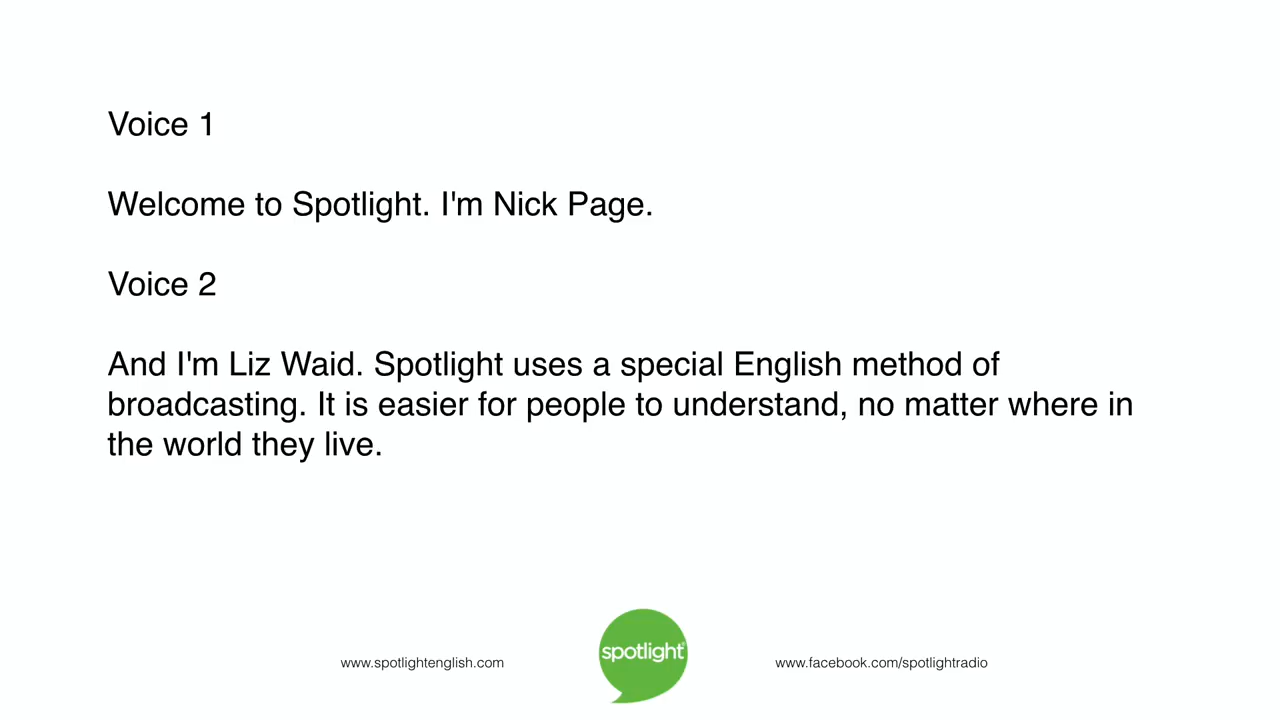 Voice 1
Welcome to Spotlight. I'm Nick Page.
Voice 2
And I'm Liz Waid. Spotlight uses a special English method of
broadcasting. It is easier for people to understand, no matter where in
the world they live.
www.spotlightenglish.com
spotlight
www.facebook.com/spotlightradio